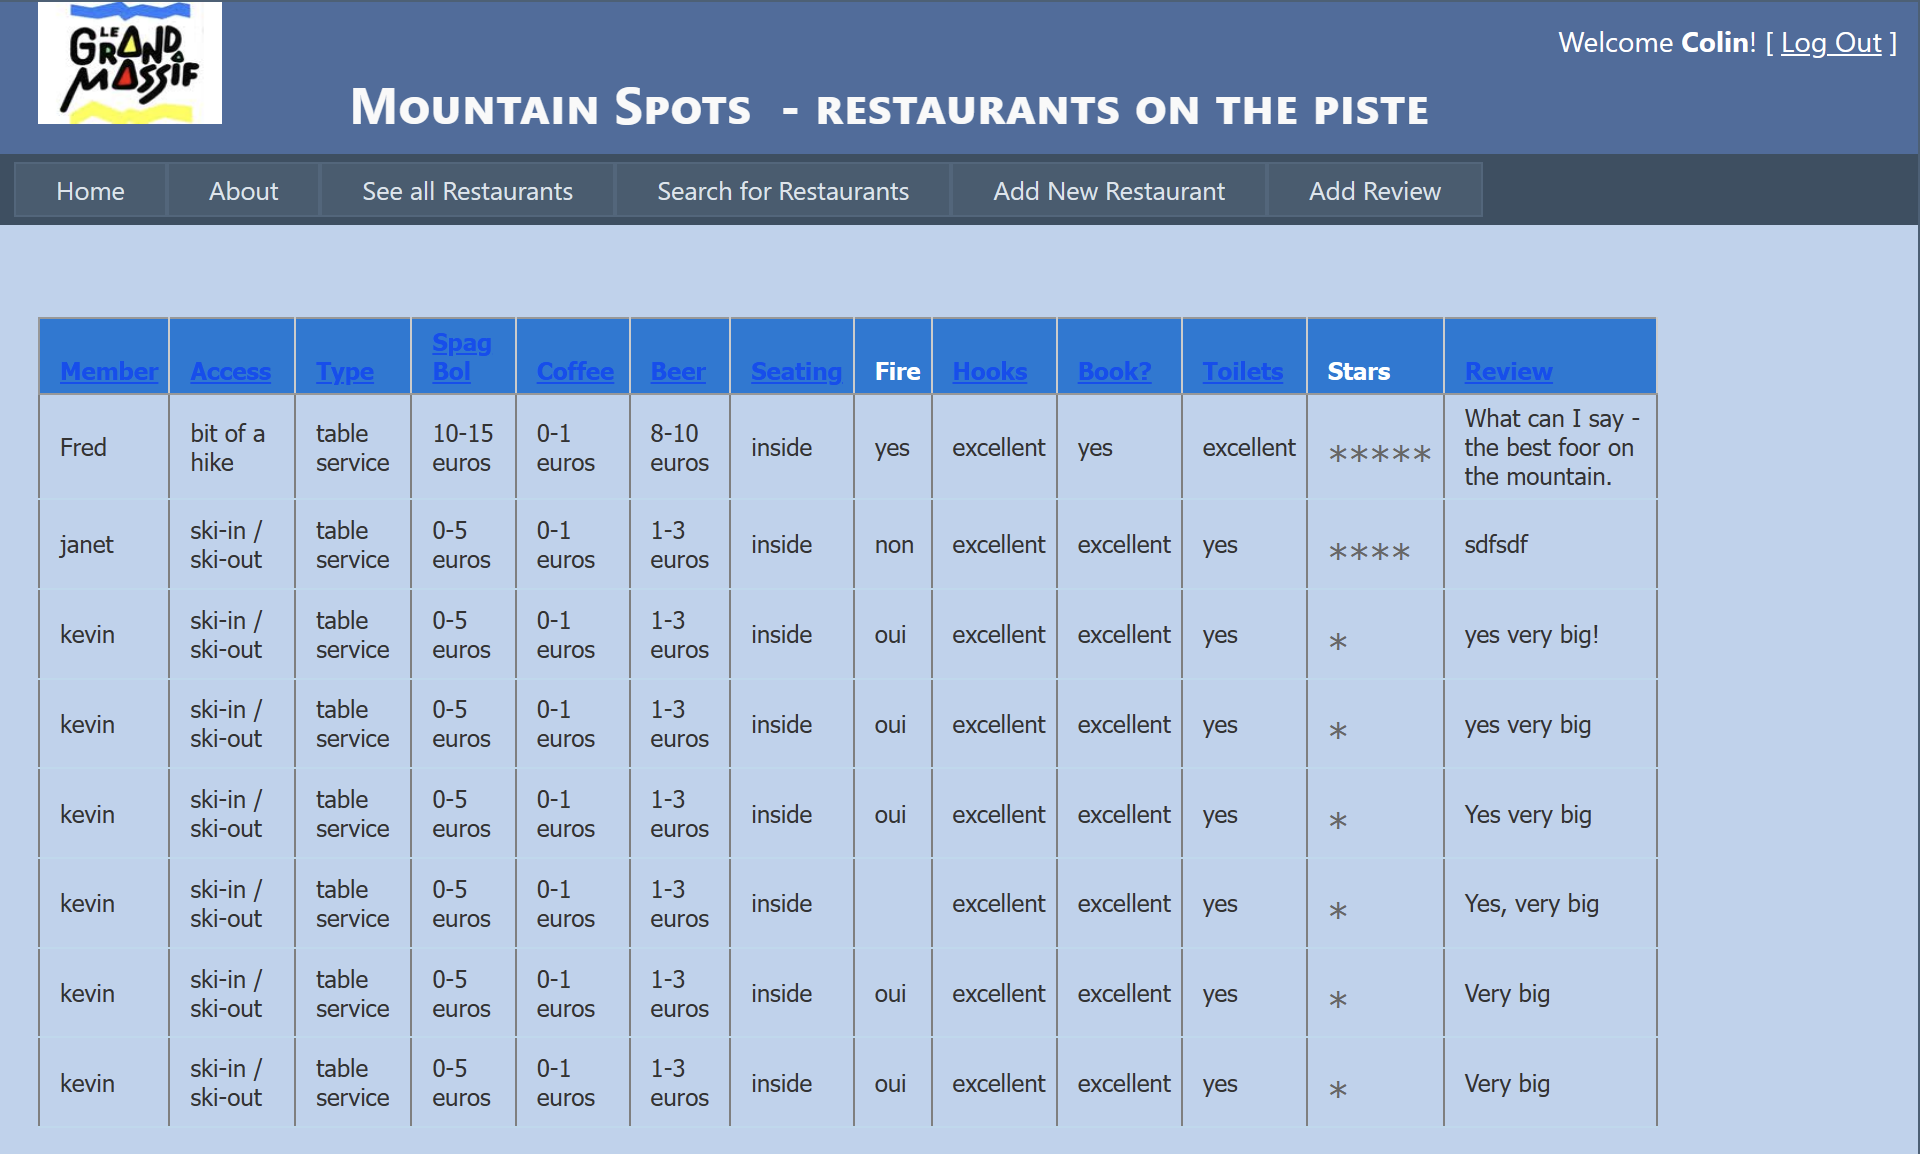 LE
GRAND
MASSIF
Welcome Colin! [ Log Out ]
Mountain Spots - restaurants on the piste
Home About See all Restaurants Search for Restaurants Add New Restaurant Add Review
Member Access Type Spag Bol Coffee Beer Seating Fire Hooks Book? Toilets Stars Review
Fred bit of a hike table service 10-15 euros 0-1 euros 8-10 euros inside yes excellent yes excellent ***** What can I say - the best foor on the mountain.
janet ski-in / ski-out table service 0-5 euros 0-1 euros 1-3 euros inside non excellent excellent yes **** sdfsdf
kevin ski-in / ski-out table service 0-5 euros 0-1 euros 1-3 euros inside oui excellent excellent yes * yes very big!
kevin ski-in / ski-out table service 0-5 euros 0-1 euros 1-3 euros inside oui excellent excellent yes * yes very big
kevin ski-in / ski-out table service 0-5 euros 0-1 euros 1-3 euros inside oui excellent excellent yes * Yes very big
kevin ski-in / ski-out table service 0-5 euros 0-1 euros 1-3 euros inside excellent excellent yes * Yes, very big
kevin ski-in / ski-out table service 0-5 euros 0-1 euros 1-3 euros inside oui excellent excellent yes * Very big
kevin ski-in / ski-out table service 0-5 euros 0-1 euros 1-3 euros inside oui excellent excellent yes * Very big